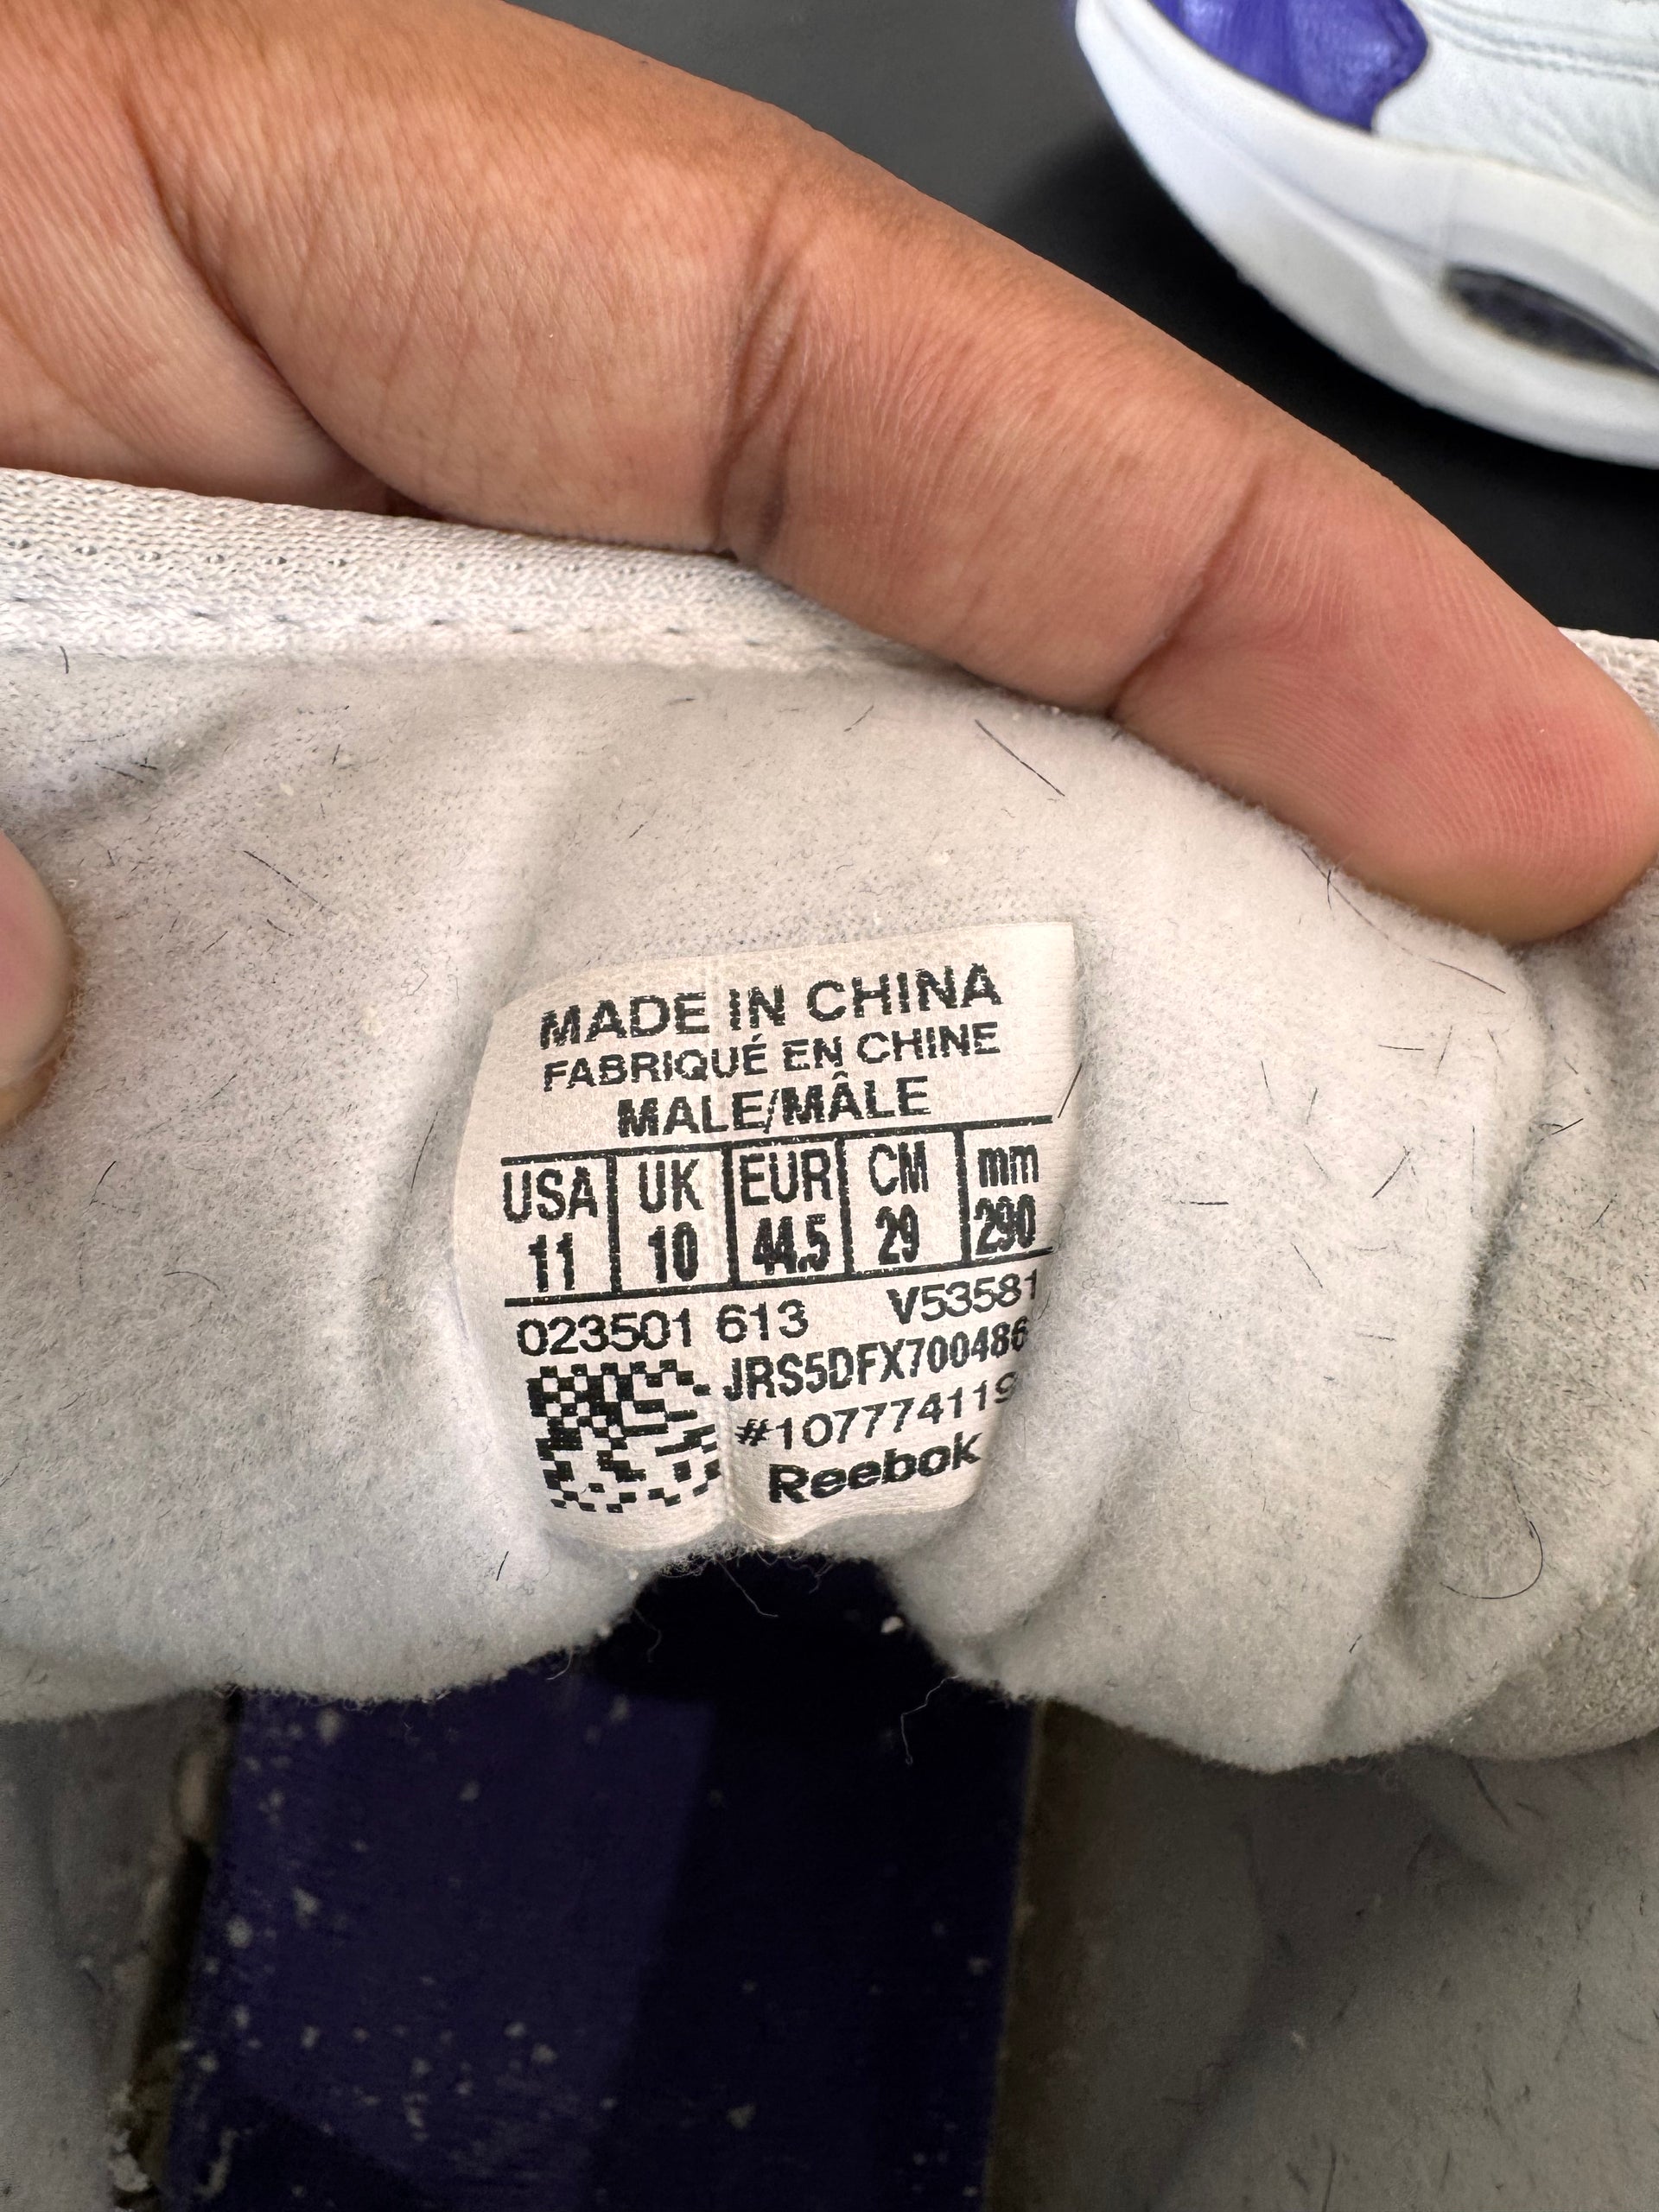 MADE IN CHINA
FABRIQUÉ EN CHINE
MALE/MÂLE
USA UK EUR CM mm
11 10 44.5 29 290
023501 613 V53581
JRS5DFX700486
#107774119
Reebok